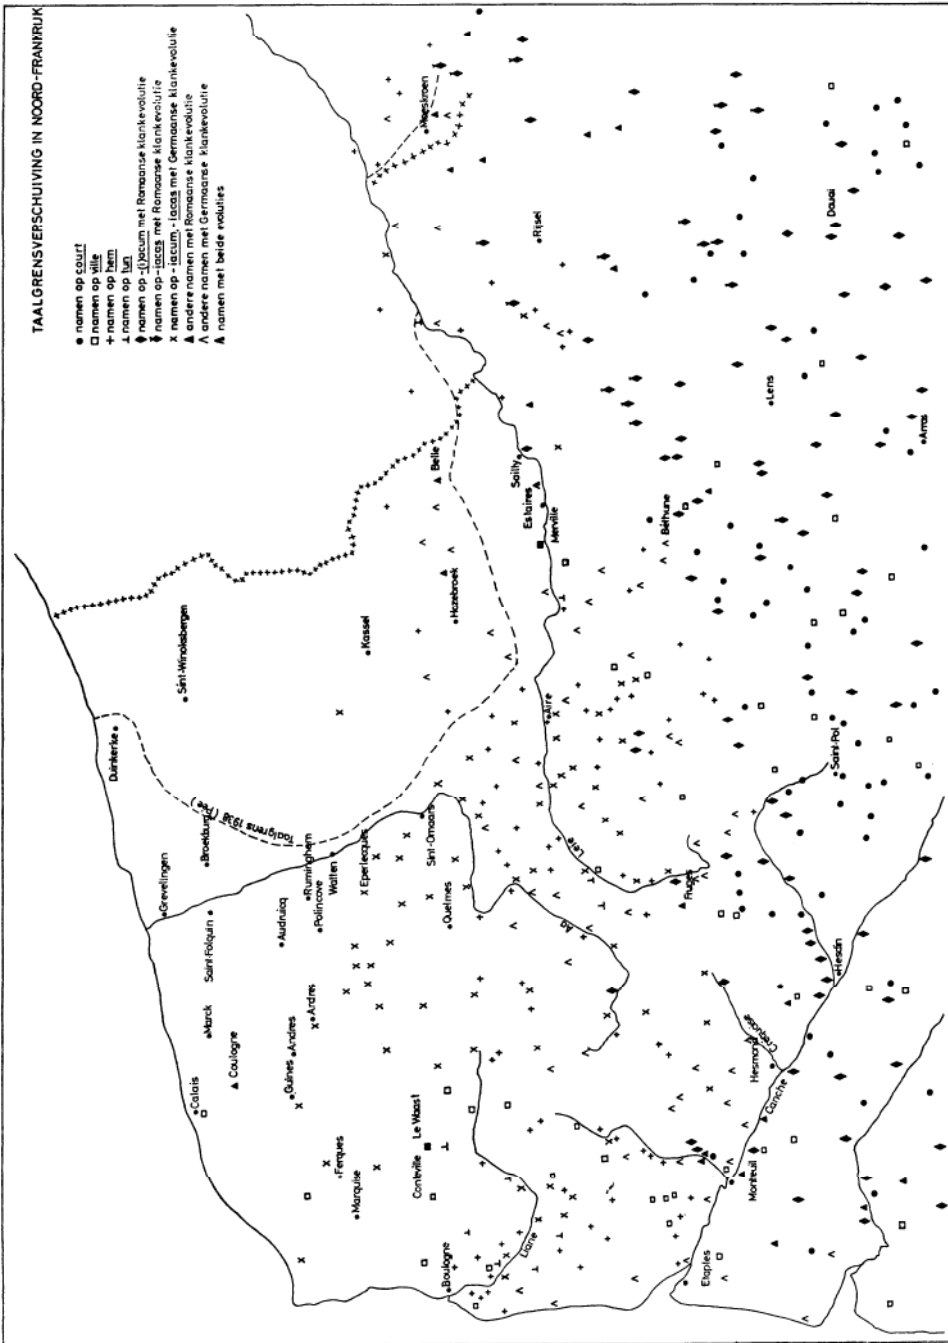 TAALGRENSVERSCHUIVING IN NOORD-FRANKRIJK
namen op court
namen op ville
namen op hem
namen op tun
namen op -(i)acum met Romaanse klankevolutie
namen op -iacas met Romaanse klankevolutie
namen op -iacum,-iacas met Germaanse klankevolutie
andere namen met Romaanse klankevolutie
andere namen met Germaanse klankevolutie
namen met beide evoluties
Duinkerke
Sint-Winoksbergen
Taalgrens 1938 (Pée)
Grevelingen
Broekburg
Calais
Marck
Saint-Folquin
Coulogne
Audruicq
Ruminghem
Polincove
Watten
Guines
Andres
Ardres
Eperlecques
Kassel
Ferques
Marquise
Conteville
Le Waast
Quelmes
Sint-Omaars
Hazebroek
Belle
Moeskroen
Boulogne
Liane
Aa
Leie
Aire
Merville
Estaires
Sailly
Rijsel
Fruges
Béthune
Etaples
Monteuil
Canche
Hesmond
Créquoise
Hesdin
Saint-Pol
Lens
Douai
Arras